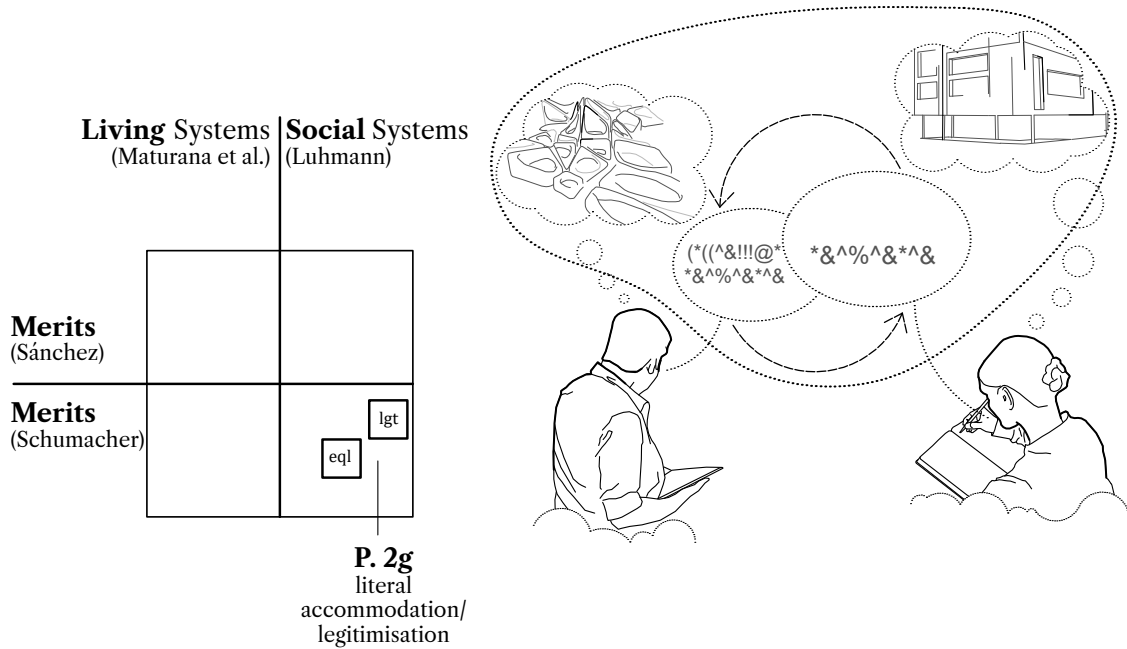 Living Systems
(Maturana et al.)
Social Systems
(Luhmann)
Merits
(Sánchez)
Merits
(Schumacher)
lgt
eql
P. 2g
literal
accommodation/
legitimisation
(*((^&!!!@*
*&^%^&*^&
*&^%^&*^&